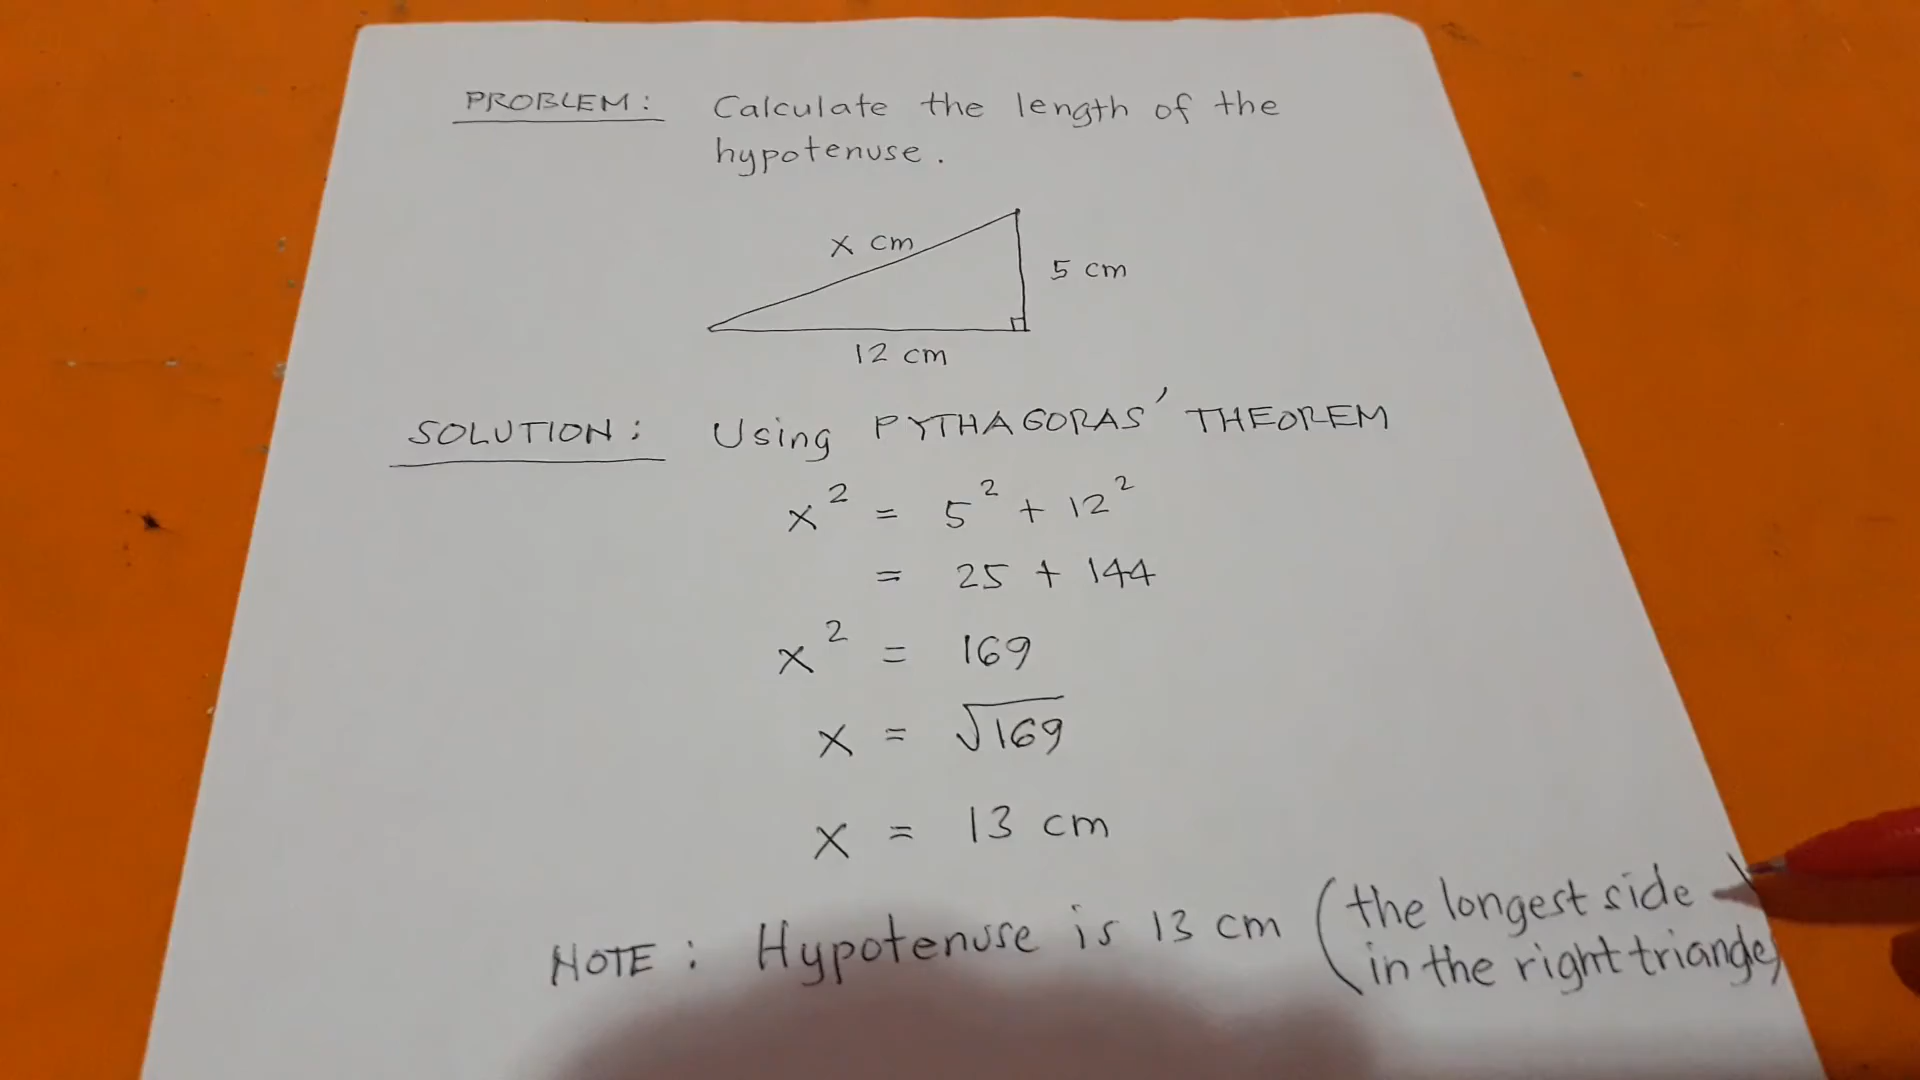 PROBLEM: Calculate the length of the
hypotenuse.
x cm
5 cm
12 cm
SOLUTION: Using PYTHAGORAS' THEOREM
x² = 5² + 12²
= 25 + 144
x² = 169
x = √169
x = 13 cm
NOTE: Hypotenuse is 13 cm (the longest side
in the right triangle)